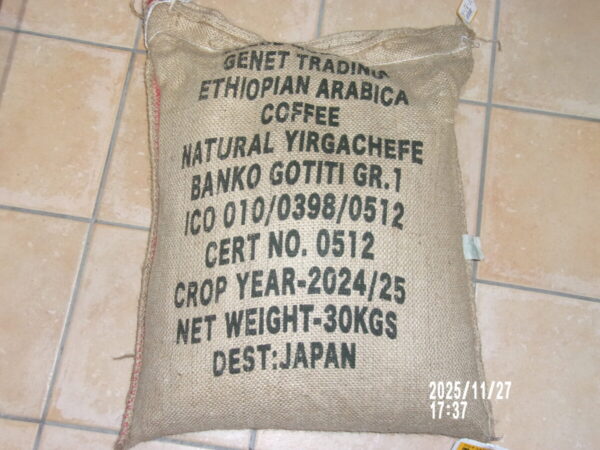 GENET TRADING
ETHIOPIAN ARABICA
COFFEE
NATURAL YIRGACHEFE
BANKO GOTITI GR.1
ICO 010/0398/0512
CERT NO. 0512
CROP YEAR-2024/25
NET WEIGHT-30KGS
DEST:JAPAN
2025/11/27
17:37